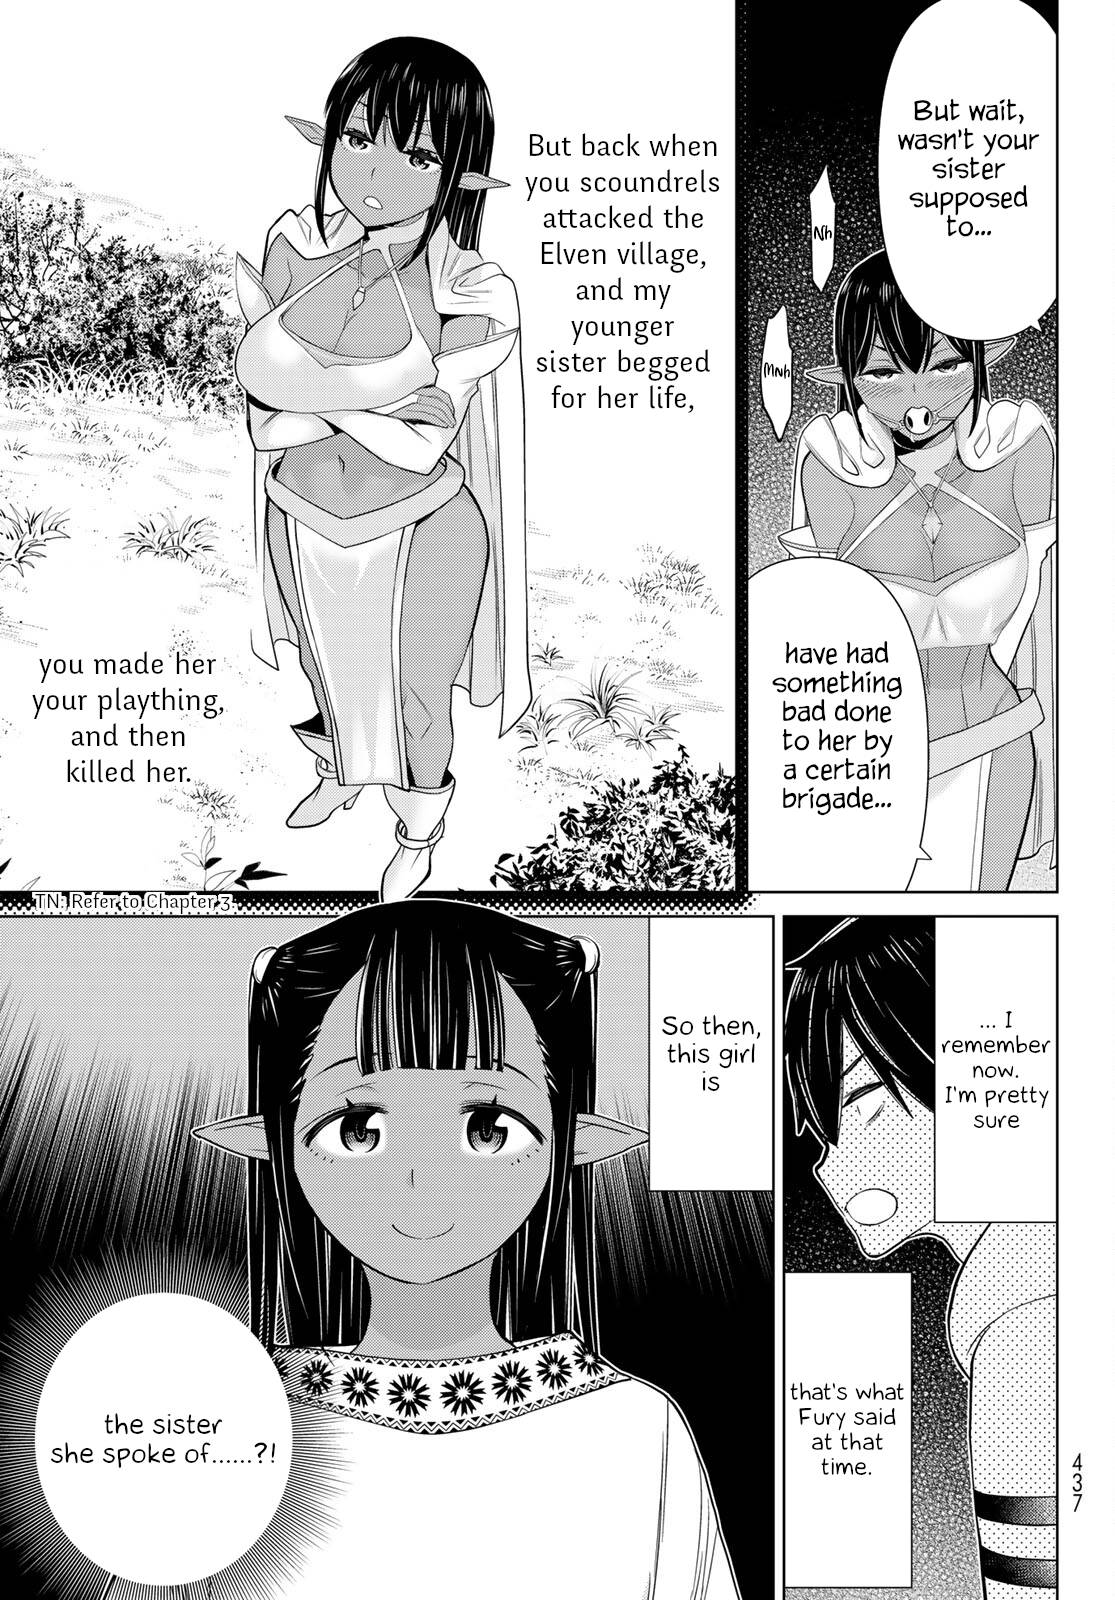 But wait,
wasn't your
sister
supposed
to...
Nh
Mnh
have had
something
bad done
to her by
a certain
brigade...
But back when
you scoundrels
attacked the
Elven village,
and my
younger
sister begged
for her life,
you made her
your plaything,
and then
killed her.
TN: Refer to Chapter 3
... I
remember
now.
I'm pretty
sure
that's what
Fury said
at that
time.
So then,
this girl
is
the sister
she spoke of......?!
437